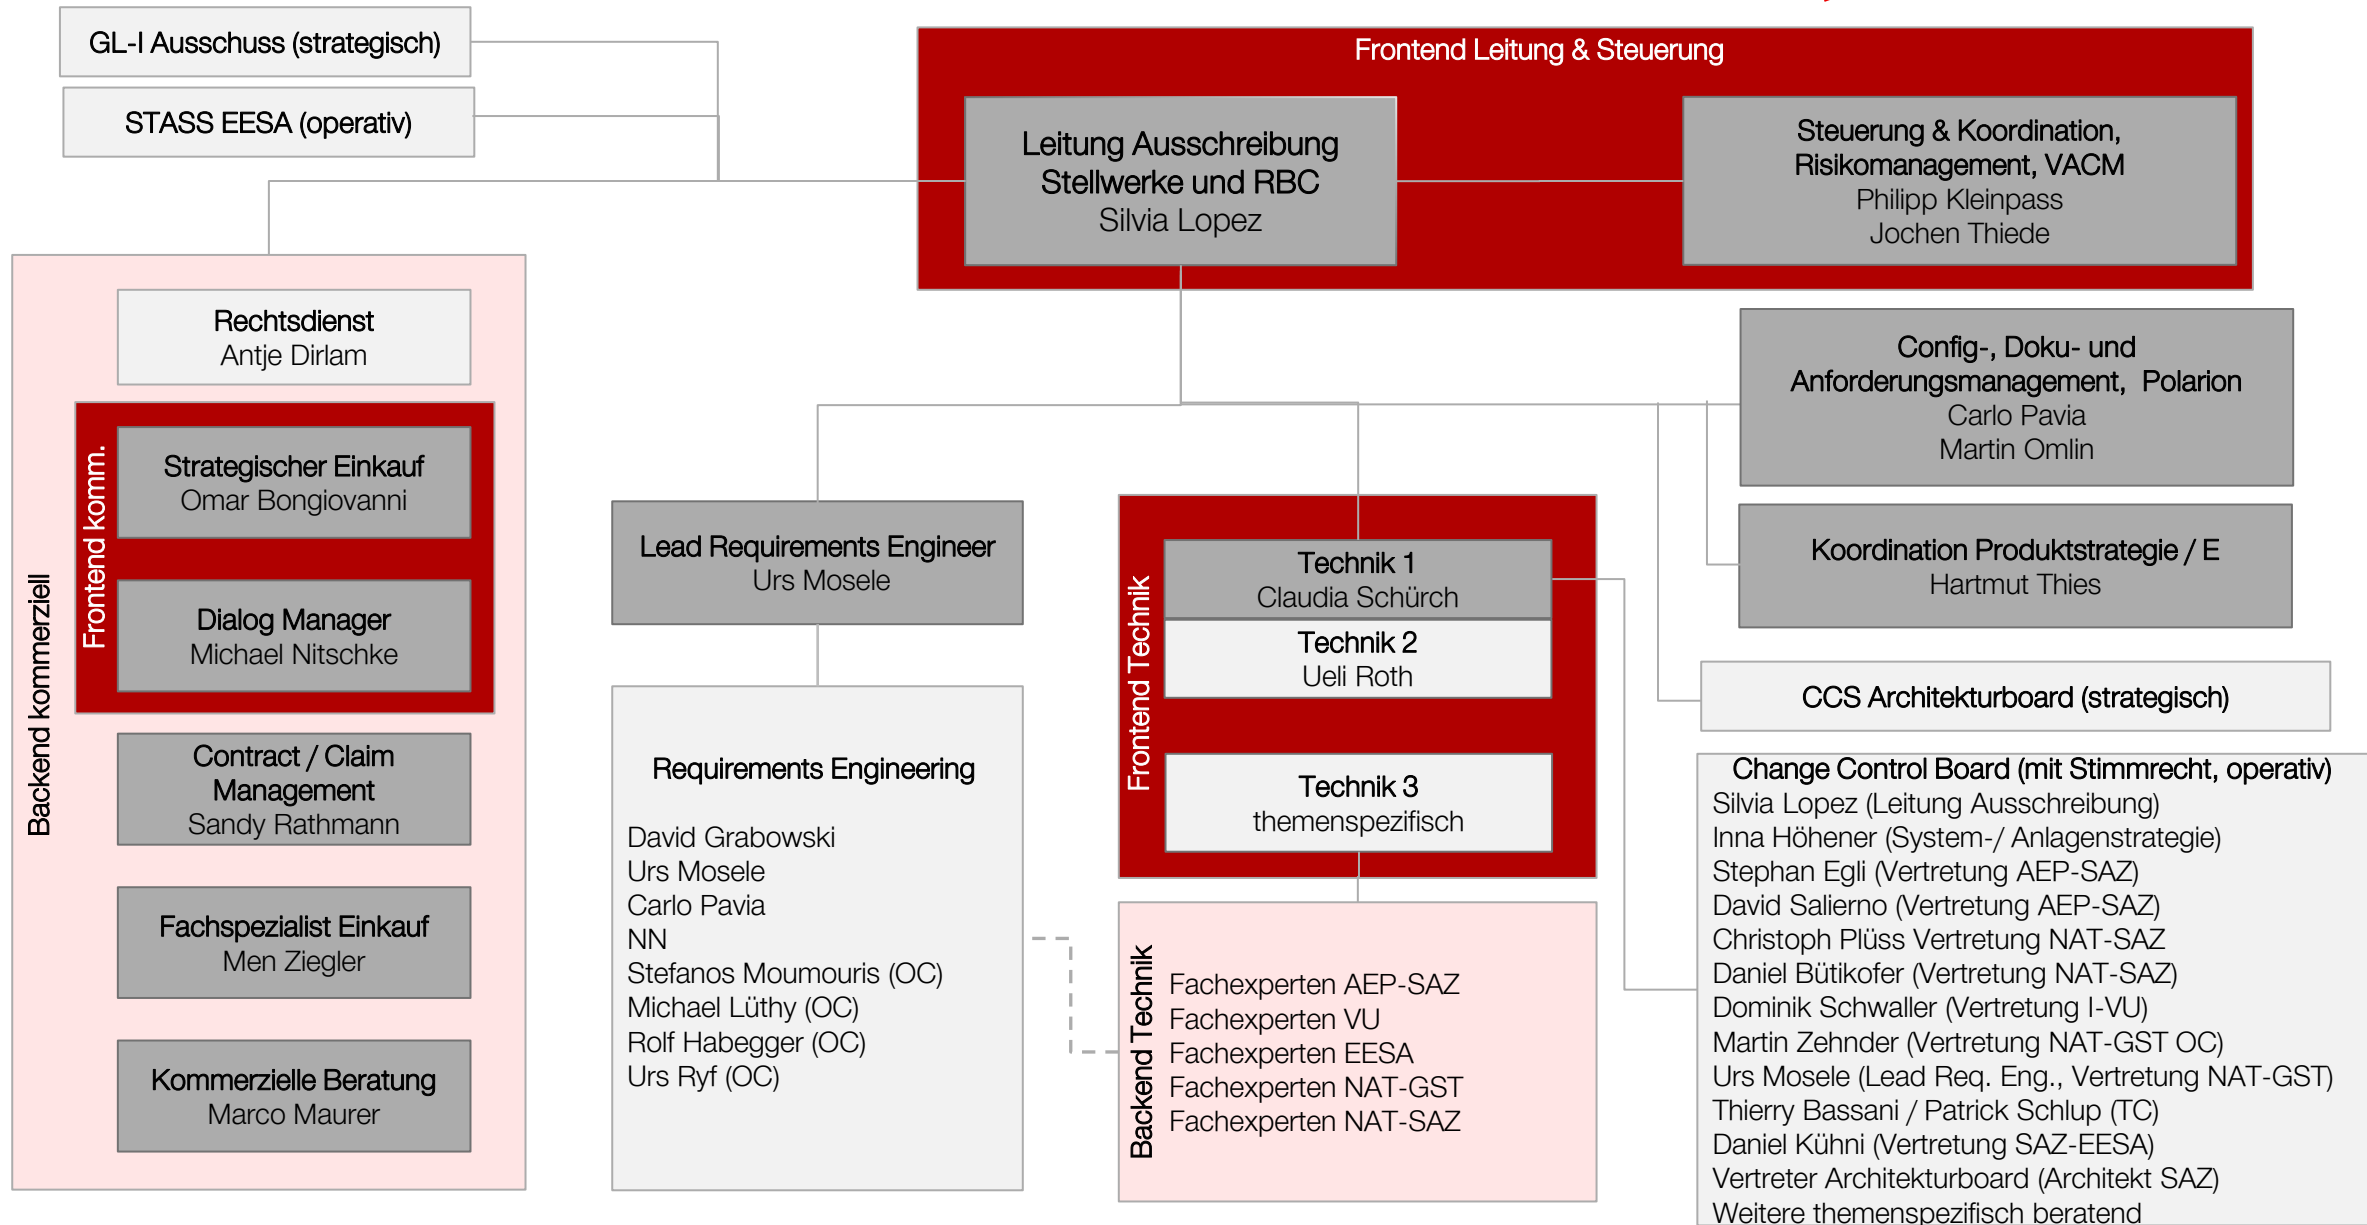 GL-I Ausschuss (strategisch)
STASS EESA (operativ)
Frontend Leitung & Steuerung
Leitung Ausschreibung
Stellwerke und RBC
Silvia Lopez
Steuerung & Koordination,
Risikomanagement, VACM
Philipp Kleinpass
Jochen Thiede
Backend kommerziell
Rechtsdienst
Antje Dirlam
Frontend komm.
Strategischer Einkauf
Omar Bongiovanni
Dialog Manager
Michael Nitschke
Contract / Claim
Management
Sandy Rathmann
Fachspezialist Einkauf
Men Ziegler
Kommerzielle Beratung
Marco Maurer
Lead Requirements Engineer
Urs Mosele
Requirements Engineering
David Grabowski
Urs Mosele
Carlo Pavia
NN
Stefanos Moumouris (OC)
Michael Lüthy (OC)
Rolf Habegger (OC)
Urs Ryf (OC)
Frontend Technik
Technik 1
Claudia Schürch
Technik 2
Ueli Roth
Technik 3
themenspezifisch
Backend Technik
Fachexperten AEP-SAZ
Fachexperten VU
Fachexperten EESA
Fachexperten NAT-GST
Fachexperten NAT-SAZ
Config-, Doku- und
Anforderungsmanagement, Polarion
Carlo Pavia
Martin Omlin
Koordination Produktstrategie / E
Hartmut Thies
CCS Architekturboard (strategisch)
Change Control Board (mit Stimmrecht, operativ)
Silvia Lopez (Leitung Ausschreibung)
Inna Höhener (System-/ Anlagenstrategie)
Stephan Egli (Vertretung AEP-SAZ)
David Salierno (Vertretung AEP-SAZ)
Christoph Plüss Vertretung NAT-SAZ
Daniel Bütikofer (Vertretung NAT-SAZ)
Dominik Schwaller (Vertretung I-VU)
Martin Zehnder (Vertretung NAT-GST OC)
Urs Mosele (Lead Req. Eng., Vertretung NAT-GST)
Thierry Bassani / Patrick Schlup (TC)
Daniel Kühni (Vertretung SAZ-EESA)
Vertreter Architekturboard (Architekt SAZ)
Weitere themenspezifisch beratend